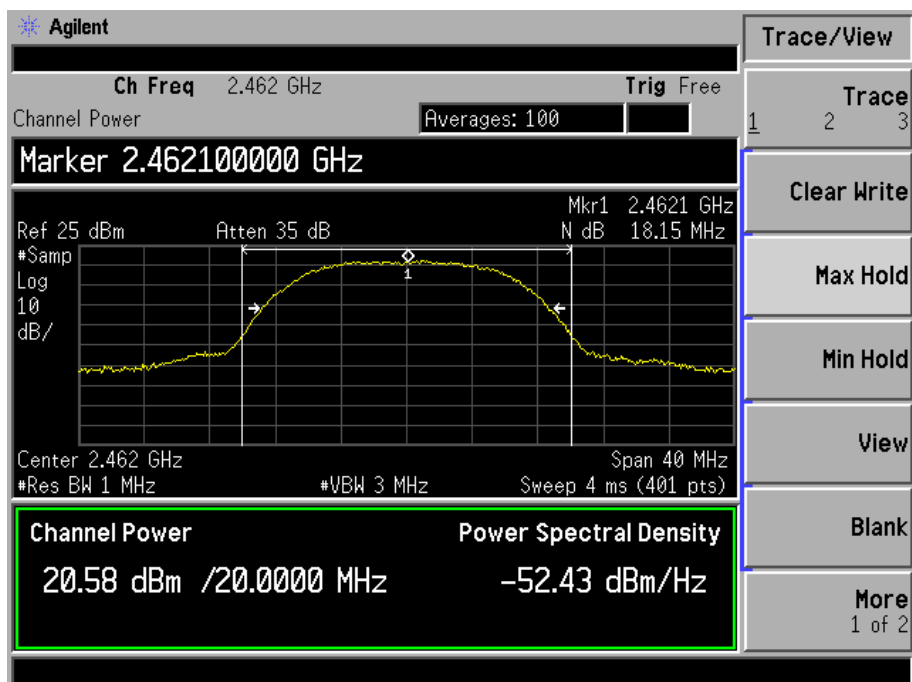 Agilent
Trace/View
Ch Freq 2.462 GHz Trig Free
Channel Power Averages: 100
Trace
1 2 3
Marker 2.462100000 GHz
Clear Write
Mkr1 2.4621 GHz
Ref 25 dBm Atten 35 dB N dB 18.15 MHz
#Samp
Log
10
dB/
1
Max Hold
Min Hold
View
Center 2.462 GHz Span 40 MHz
#Res BW 1 MHz #VBW 3 MHz Sweep 4 ms (401 pts)
Channel Power Power Spectral Density
20.58 dBm /20.0000 MHz -52.43 dBm/Hz
Blank
More
1 of 2